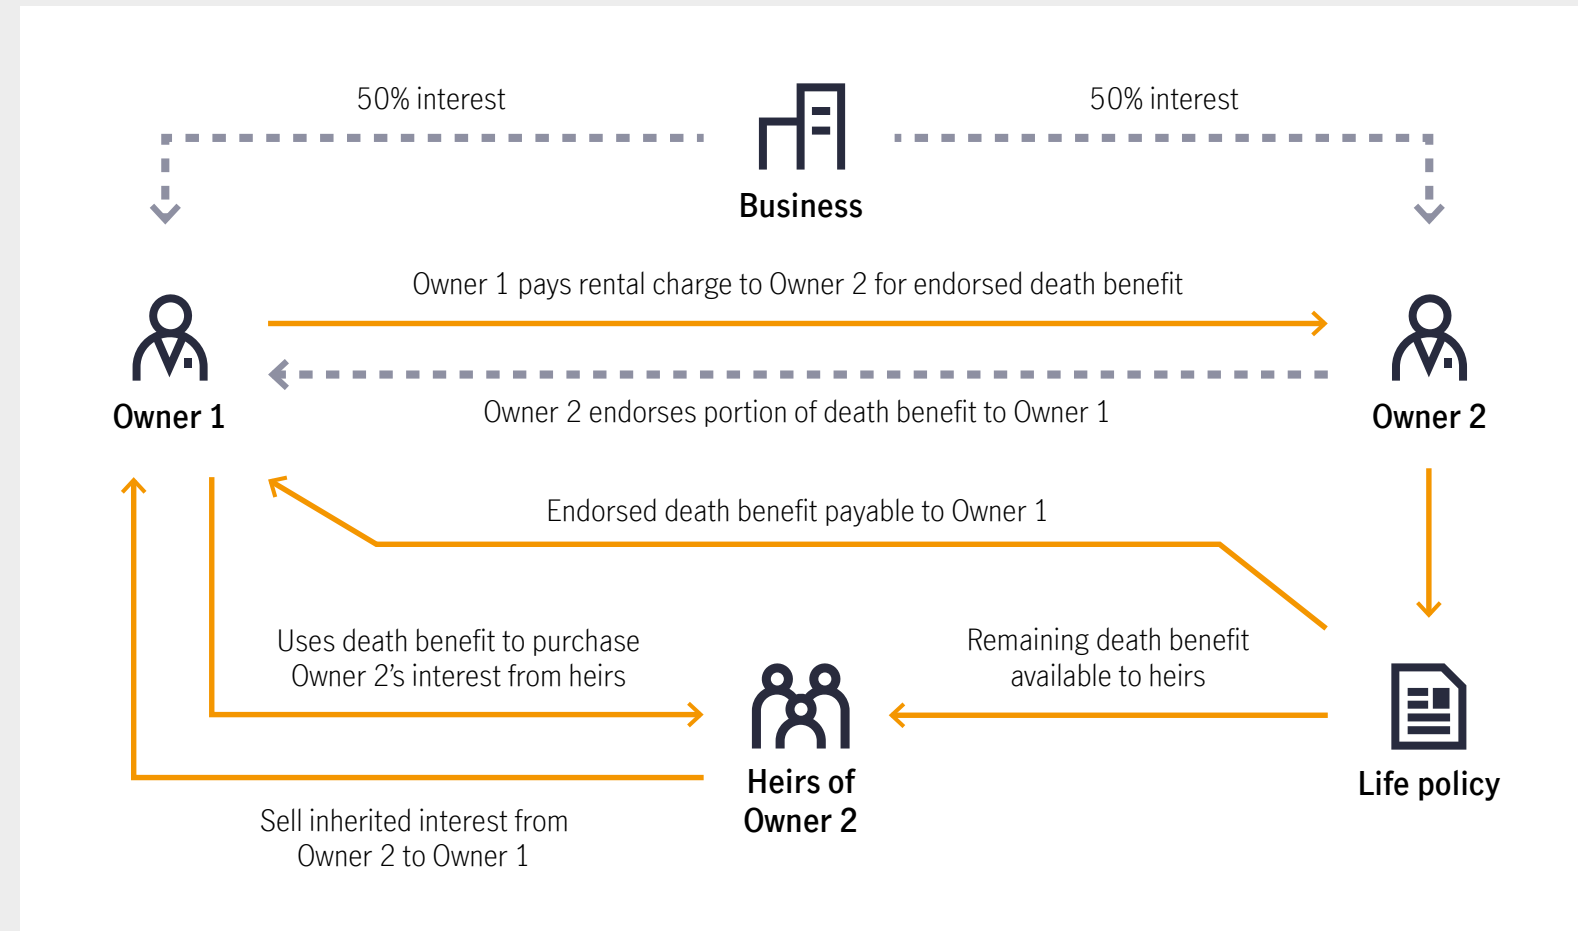 50% interest
50% interest
Business
Owner 1 pays rental charge to Owner 2 for endorsed death benefit
Owner 1
Owner 2 endorses portion of death benefit to Owner 1
Owner 2
Endorsed death benefit payable to Owner 1
Uses death benefit to purchase
Owner 2’s interest from heirs
Remaining death benefit
available to heirs
Heirs of
Owner 2
Life policy
Sell inherited interest from
Owner 2 to Owner 1